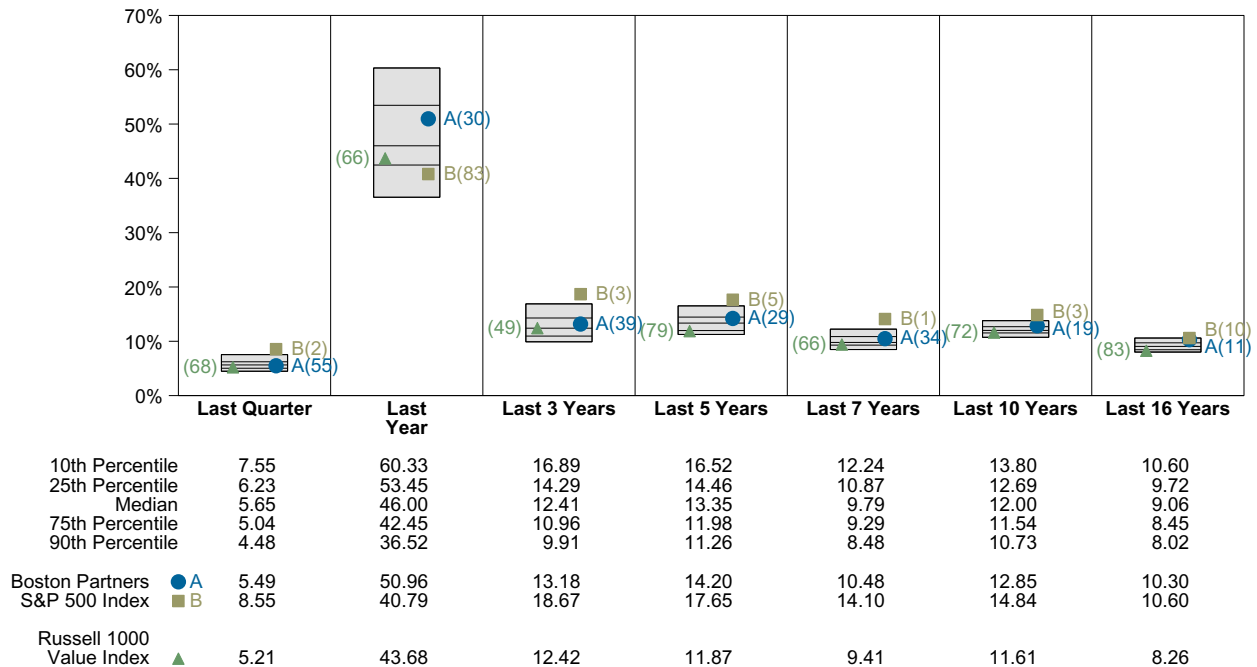 70%
60%
50%
40%
30%
20%
10%
0%
(68)
B(2)
A(55)
(66)
A(30)
B(83)
(49)
B(3)
A(39)
(79)
B(5)
A(29)
(66)
B(1)
A(34)
(72)
B(3)
A(19)
(83)
B(10)
A(11)
Last Quarter Last Year Last 3 Years Last 5 Years Last 7 Years Last 10 Years Last 16 Years
10th Percentile 7.55 60.33 16.89 16.52 12.24 13.80 10.60
25th Percentile 6.23 53.45 14.29 14.46 10.87 12.69 9.72
Median 5.65 46.00 12.41 13.35 9.79 12.00 9.06
75th Percentile 5.04 42.45 10.96 11.98 9.29 11.54 8.45
90th Percentile 4.48 36.52 9.91 11.26 8.48 10.73 8.02
Boston Partners A 5.49 50.96 13.18 14.20 10.48 12.85 10.30
S&P 500 Index B 8.55 40.79 18.67 17.65 14.10 14.84 10.60
Russell 1000
Value Index 5.21 43.68 12.42 11.87 9.41 11.61 8.26